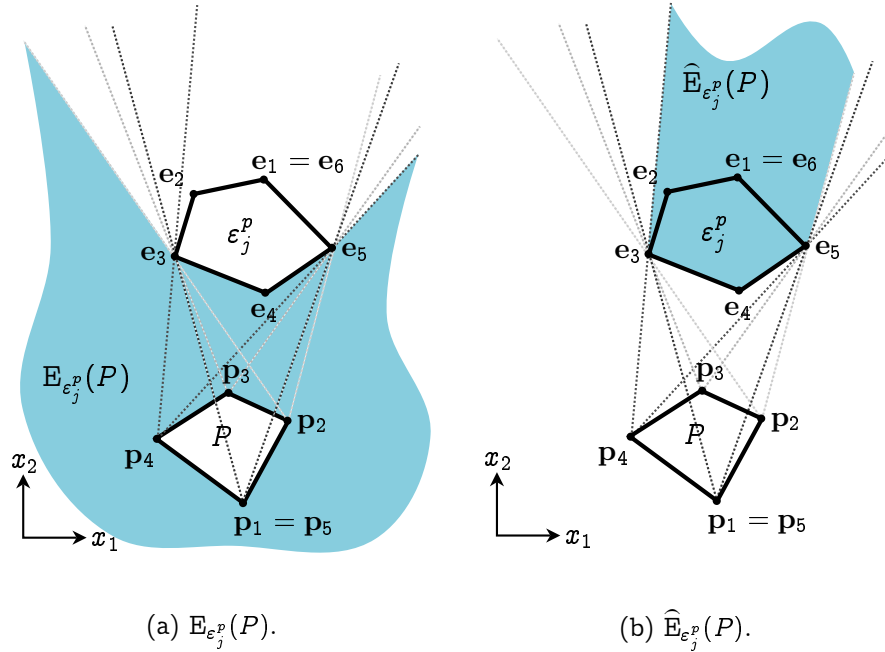 Ê_{ε_j^p}(P)
e₁ = e₆
e₂
ε_j^p
e₃
e₅
e₄
E_{ε_j^p}(P)
p₃
p₂
P
p₄
x₂
p₁ = p₅
x₁
e₁ = e₆
e₂
ε_j^p
e₃
e₅
e₄
p₃
p₂
P
p₄
x₂
p₁ = p₅
x₁
(a) E_{ε_j^p}(P).
(b) Ê_{ε_j^p}(P).